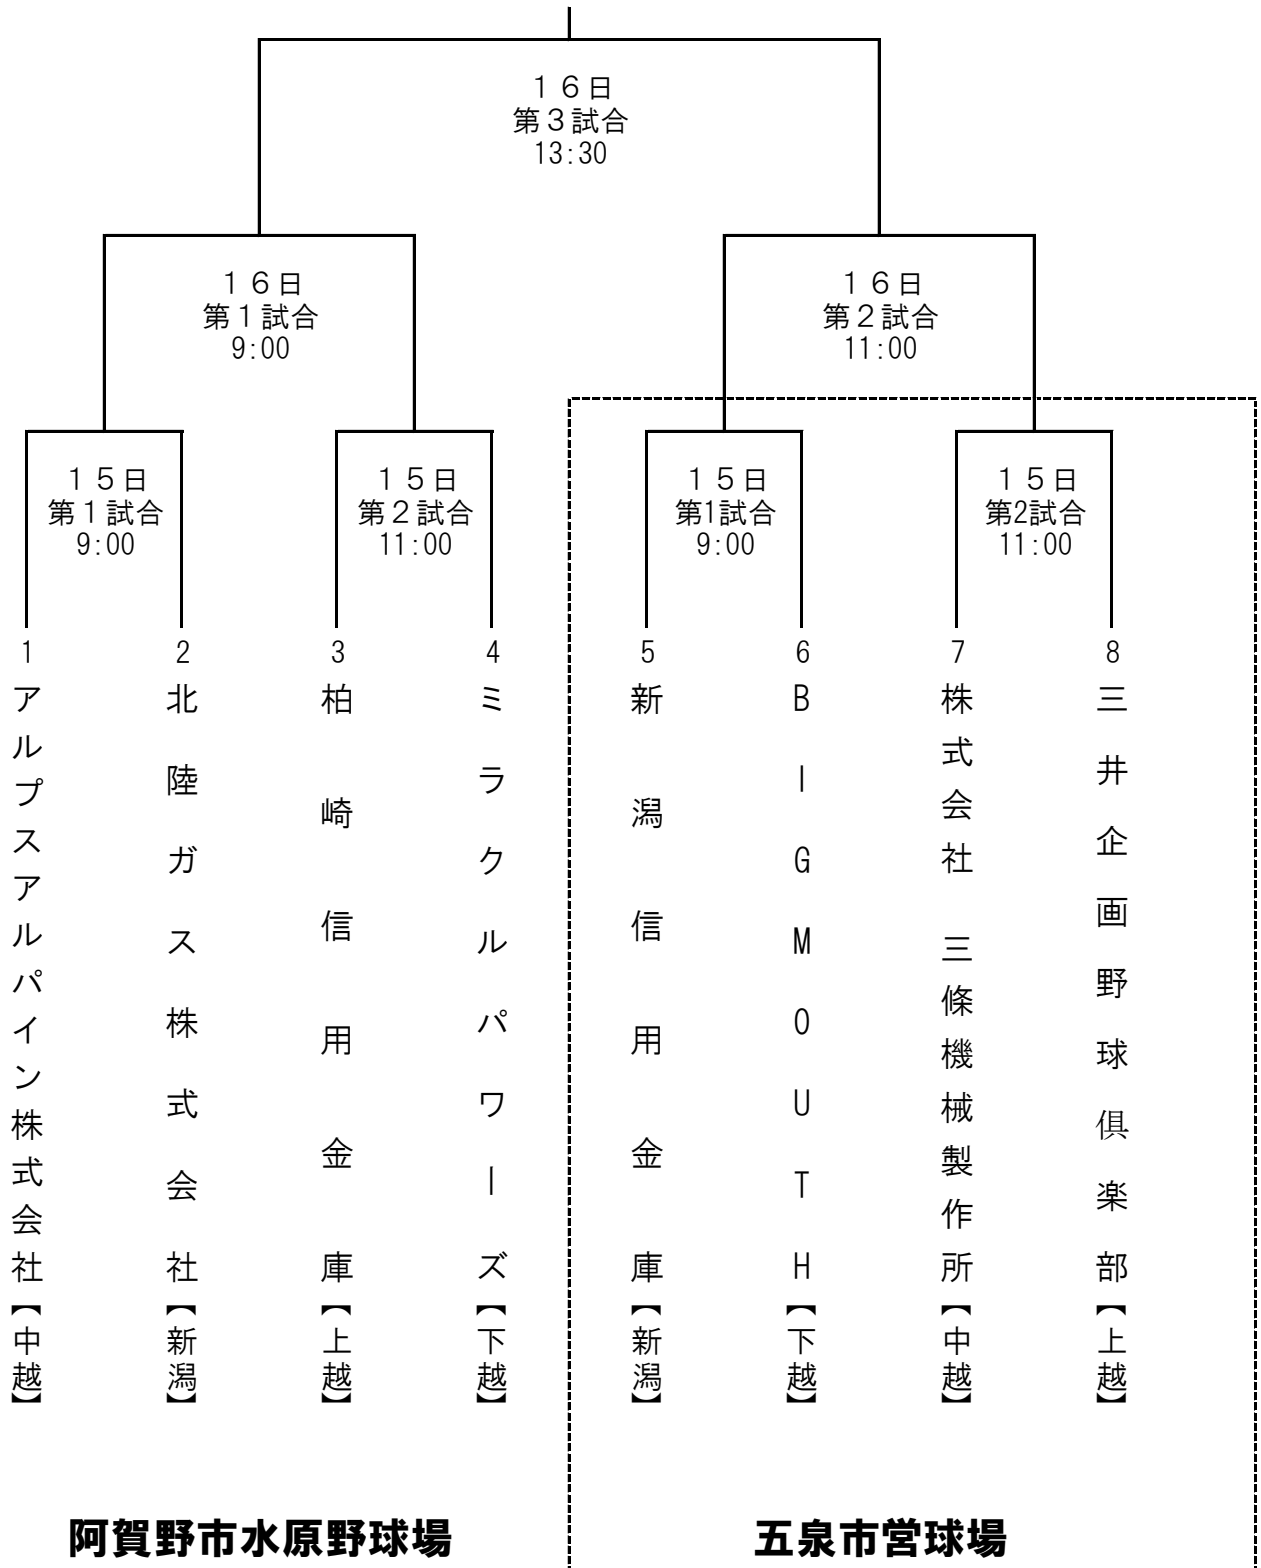 １６日
第３試合
13:30
１６日
第１試合
9:00
１６日
第２試合
11:00
１５日
第１試合
9:00
１５日
第２試合
11:00
１５日
第1試合
9:00
１５日
第2試合
11:00
1
アルプスアルパイン株式会社【中越】
2
北陸ガス株式会社【新潟】
3
柏崎信用金庫【上越】
4
ミラクルパワーズ【下越】
5
新潟信用金庫【新潟】
6
BIGMOUTH【下越】
7
株式会社　三條機械製作所【中越】
8
三井企画野球倶楽部【上越】
阿賀野市水原野球場
五泉市営球場